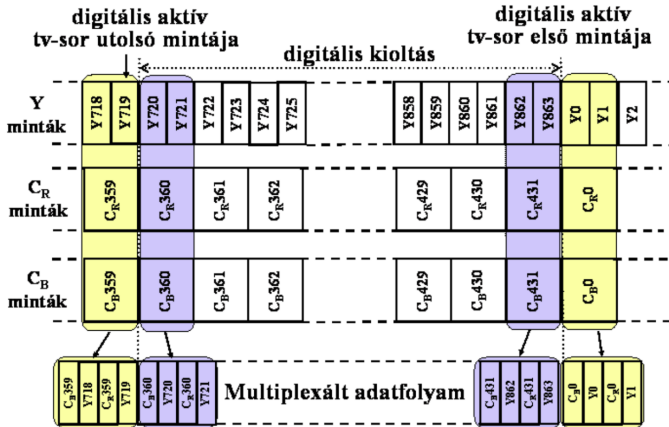 digitális aktív
tv-sor utolsó mintája
digitális kioltás
digitális aktív
tv-sor első mintája
Y
minták
Y718 Y719 Y720 Y721 Y722 Y723 Y724 Y725 Y858 Y859 Y860 Y861 Y862 Y863 Y0 Y1 Y2
CR
minták
CR359 CR360 CR361 CR362 CR429 CR430 CR431 CR0
CB
minták
CB359 CB360 CB361 CB362 CB429 CB430 CB431 CB0
CB359 Y718 CR359 Y719 CB360 Y720 CR360 Y721 Multiplexált adatfolyam CB431 Y862 CR431 Y863 CB0 Y0 CR0 Y1